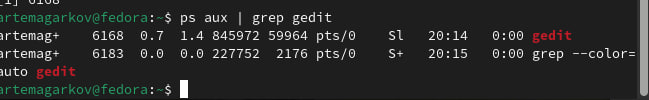 [1] 6168
artemagarkov@fedora:~$ ps aux | grep gedit
artemag+    6168  0.7  1.4 845972 59964 pts/0    Sl   20:14   0:00 gedit
artemag+    6183  0.0  0.0 227752  2176 pts/0    S+   20:15   0:00 grep --color=
auto gedit
artemagarkov@fedora:~$